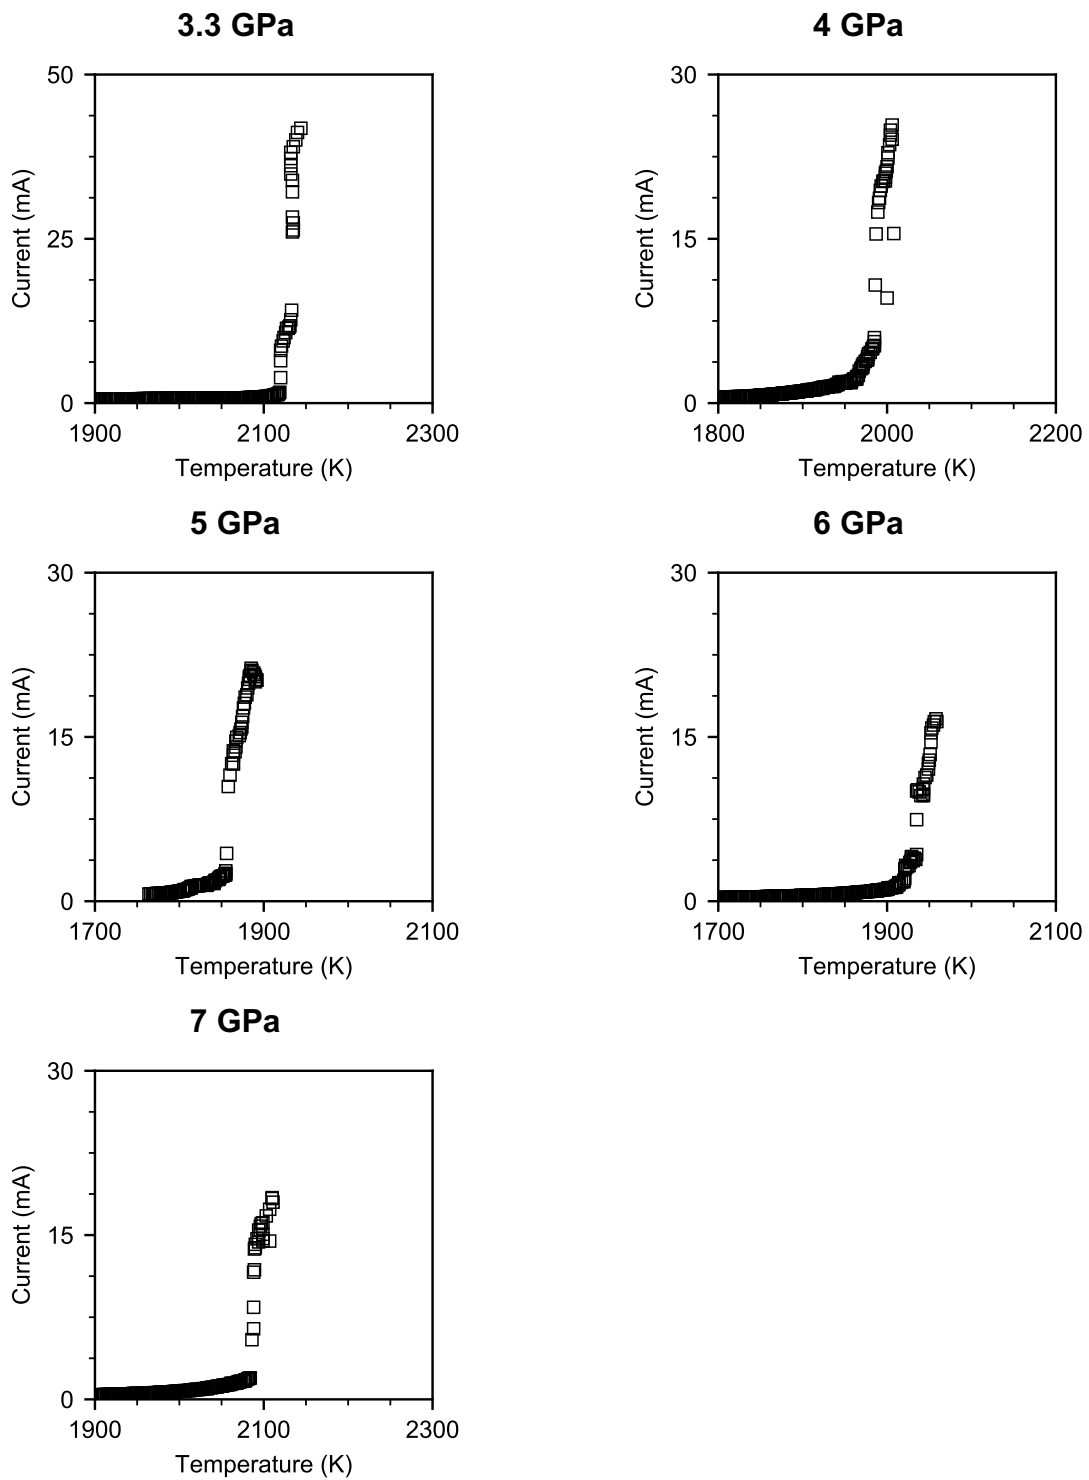 3.3 GPa
50
25
0
Current (mA)
1900 2100 2300
Temperature (K)
4 GPa
30
15
0
Current (mA)
1800 2000 2200
Temperature (K)
5 GPa
30
15
0
Current (mA)
1700 1900 2100
Temperature (K)
6 GPa
30
15
0
Current (mA)
1700 1900 2100
Temperature (K)
7 GPa
30
15
0
Current (mA)
1900 2100 2300
Temperature (K)